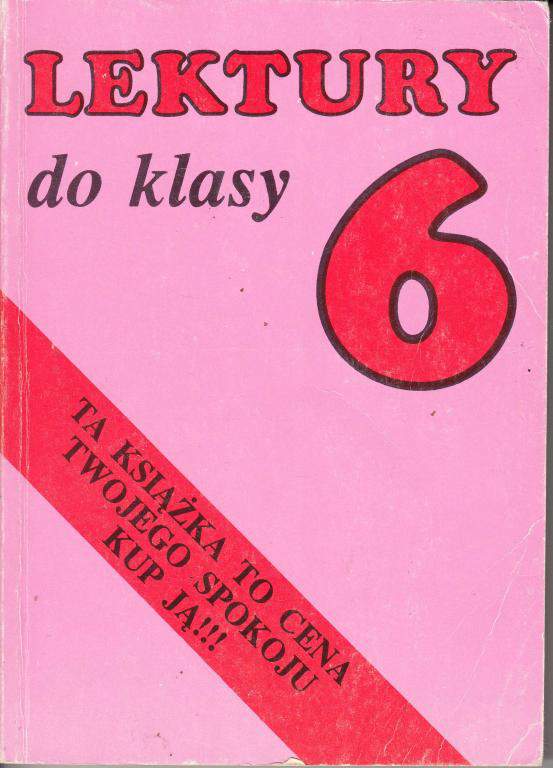 LEKTURY
do klasy
6
TA KSIĄŻKA TO CENA
TWOJEGO SPOKOJU
KUP JĄ!!!